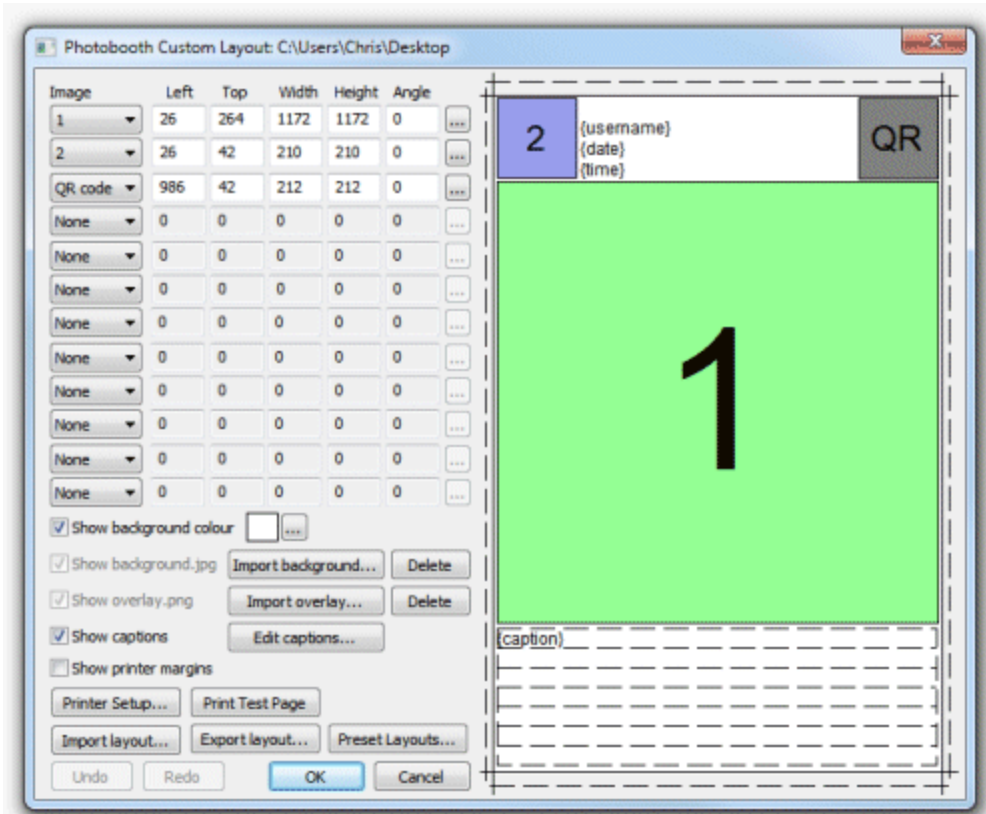 Photobooth Custom Layout: C:\Users\Chris\Desktop
Image Left Top Width Height Angle
1 26 264 1172 1172 0 ...
2 26 42 210 210 0 ...
QR code 986 42 212 212 0 ...
None 0 0 0 0 0 ...
None 0 0 0 0 0 ...
None 0 0 0 0 0 ...
None 0 0 0 0 0 ...
None 0 0 0 0 0 ...
None 0 0 0 0 0 ...
None 0 0 0 0 0 ...
None 0 0 0 0 0 ...
None 0 0 0 0 0 ...
Show background colour ...
Show background.jpg Import background... Delete
Show overlay.png Import overlay... Delete
Show captions Edit captions...
Show printer margins
Printer Setup... Print Test Page
Import layout... Export layout... Preset Layouts...
Undo Redo OK Cancel
2
{username}
{date}
{time}
QR
1
{caption}